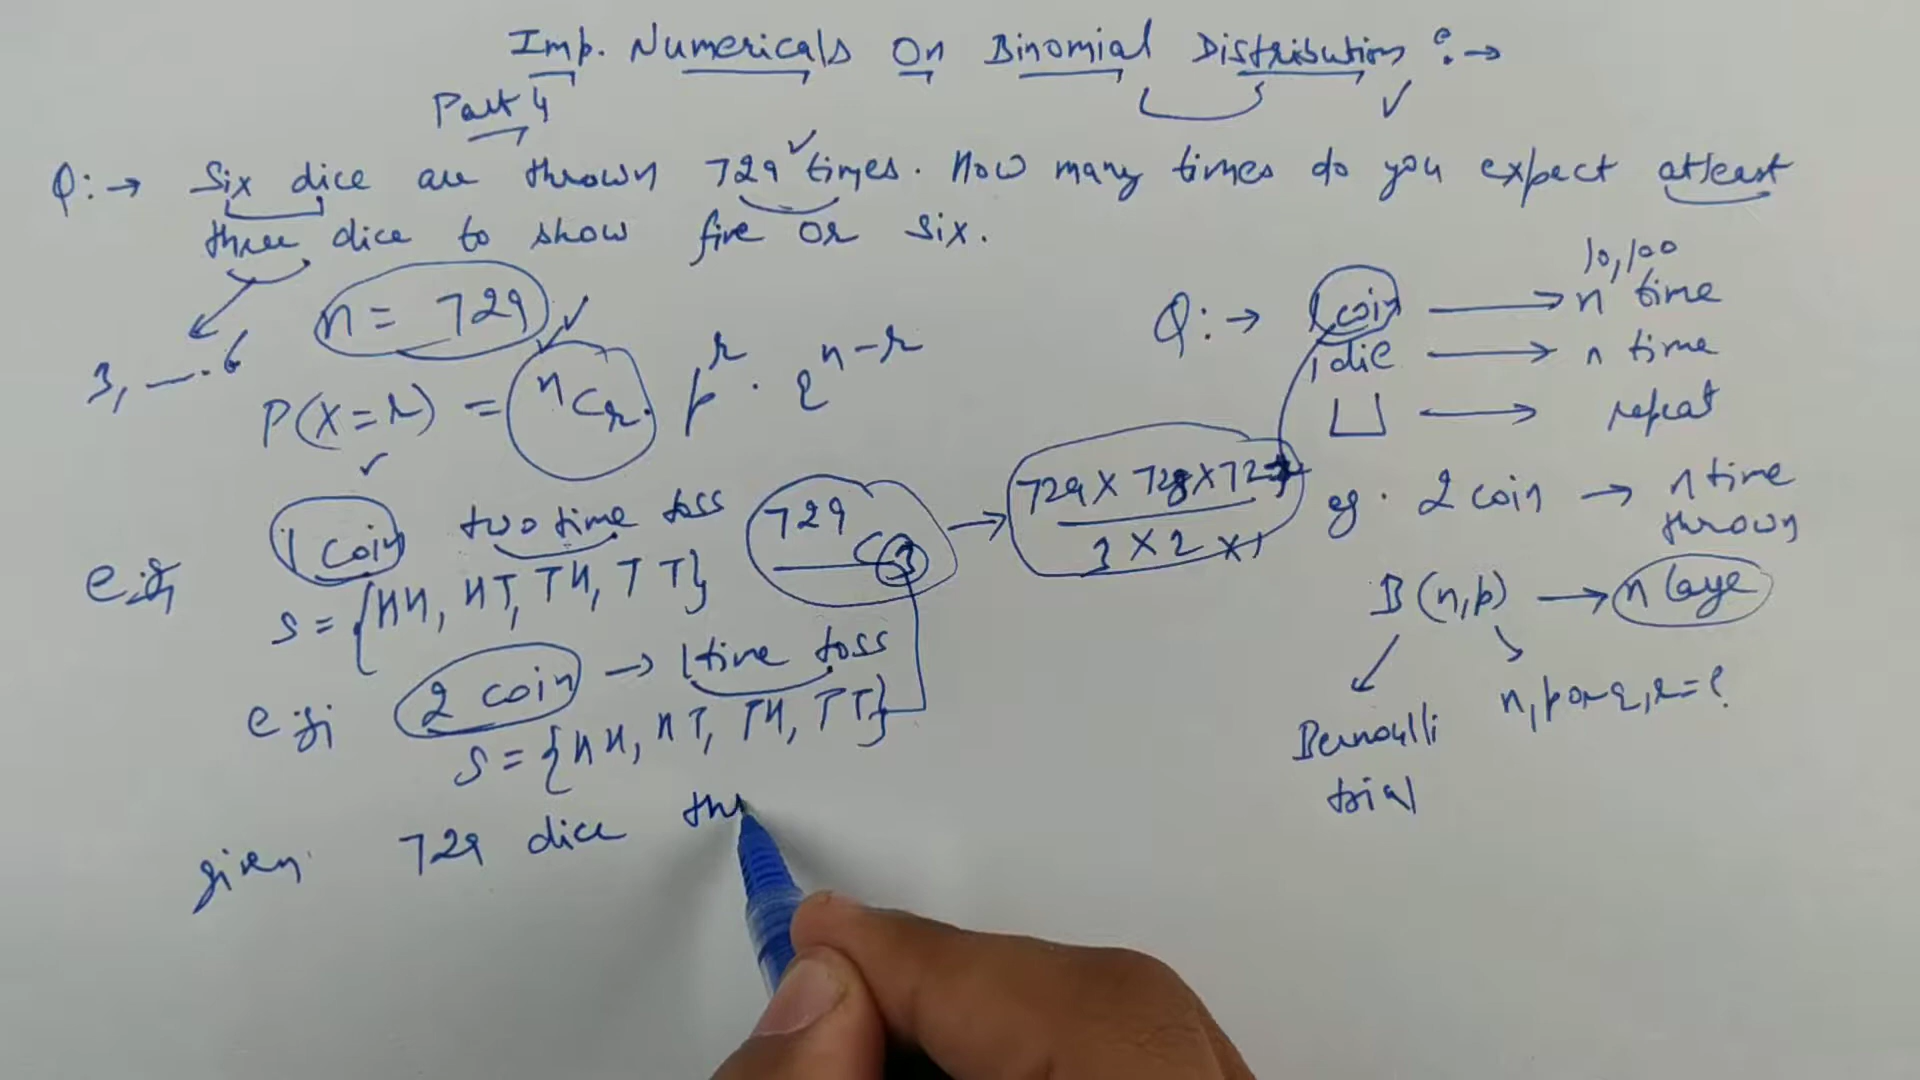 Imp. Numericals On Binomial Distribution :→
Part 4
Q:→ Six dice are thrown 729 times. How many times do you expect atleast
three dice to show five or six.
3, —.6
n = 729
P(X=r) = nCr. p^r . q^n-r
e.g, 1 coin two time toss
S = {HH, HT, TH, TT}
729C3 → 729 X 728 X 727
3 X 2 X 1
e.g, 2 coin → 1 time toss
S = {HH, HT, TH, TT}
given. 729 dice th
Q:→ 1 coin → n time
10,100
1 die → n time
→ repeat
eg. 2 coin → n time
thrown
B (n,p) → n laye
Bernoulli
trial
n, p or q, r = ?